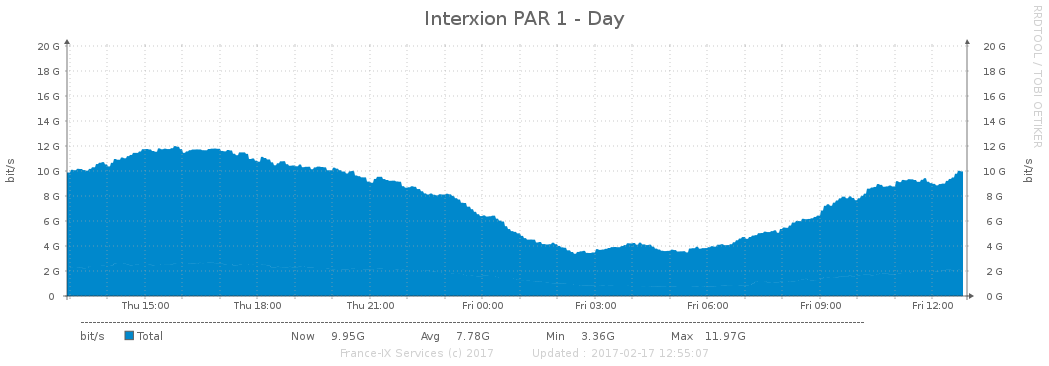 Interxion PAR 1 - Day
RRDTOOL / TOBI OETIKER
bit/s
20 G 20 G
18 G 18 G
16 G 16 G
14 G 14 G
12 G 12 G
10 G 10 G
8 G 8 G
6 G 6 G
4 G 4 G
2 G 2 G
0 0 G
bit/s
Thu 15:00 Thu 18:00 Thu 21:00 Fri 00:00 Fri 03:00 Fri 06:00 Fri 09:00 Fri 12:00
bit/s Total Now 9.95G Avg 7.78G Min 3.36G Max 11.97G
France-IX Services (c) 2017 Updated : 2017-02-17 12:55:07